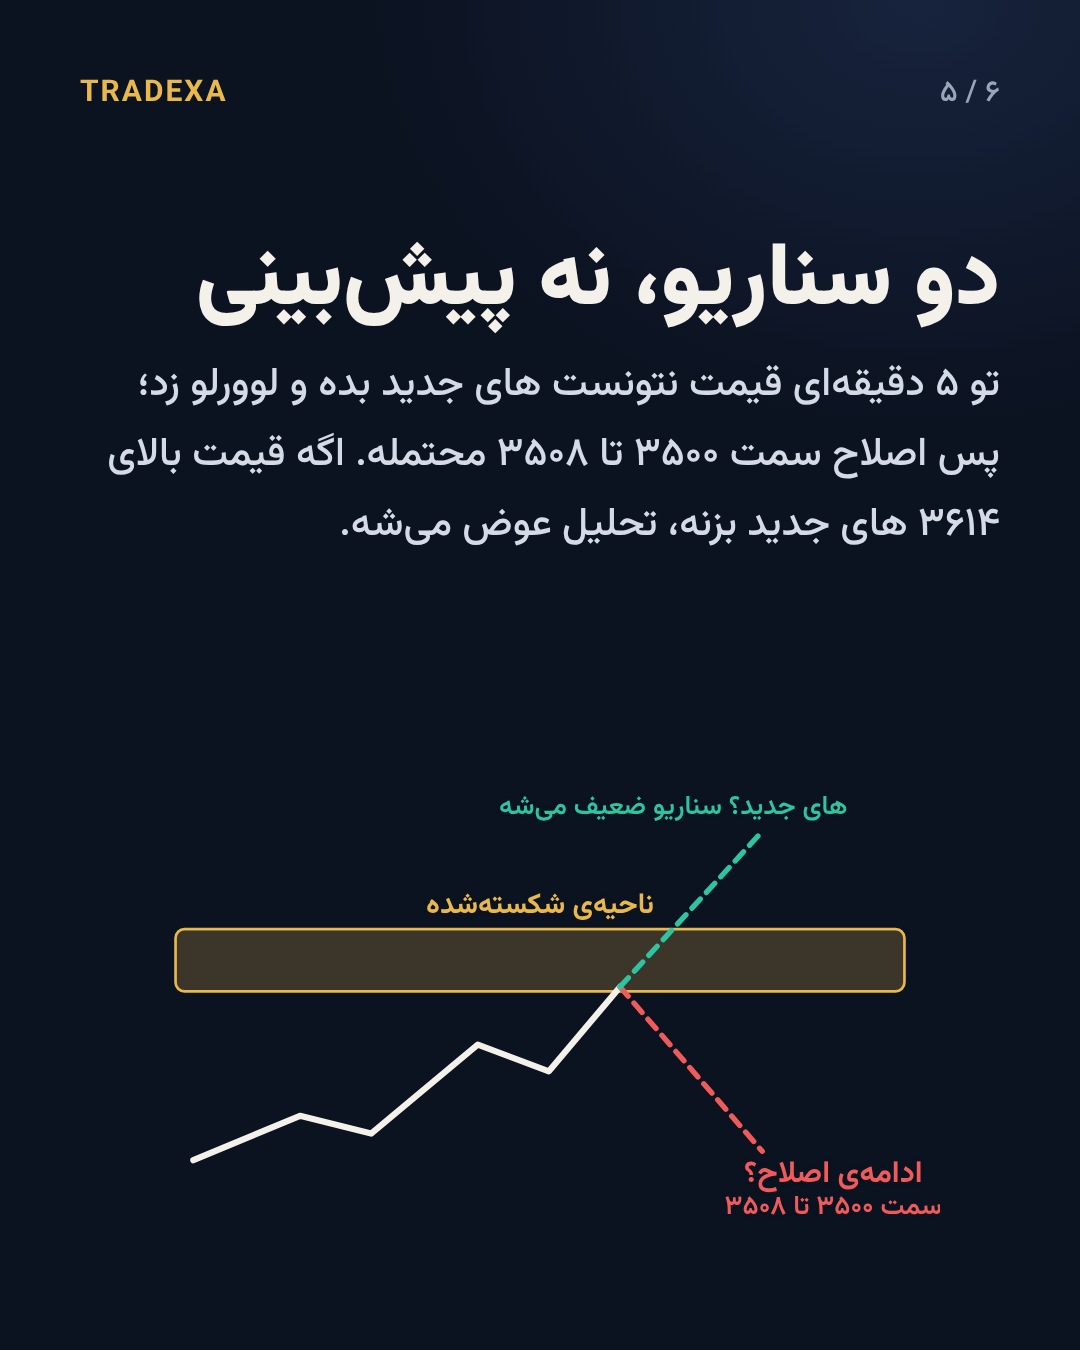 TRADEXA
۵ / ۶
دو سناریو، نه پیش‌بینی
تو ۵ دقیقه‌ای قیمت نتونست های جدید بده و لوورلو زد؛
پس اصلاح سمت ۳۵۰۰ تا ۳۵۰۸ محتمله. اگه قیمت بالای
۳۶۱۴ های جدید بزنه، تحلیل عوض می‌شه.
های جدید؟ سناریو ضعیف می‌شه
ناحیه‌ی شکسته‌شده
ادامه‌ی اصلاح؟
سمت ۳۵۰۰ تا ۳۵۰۸